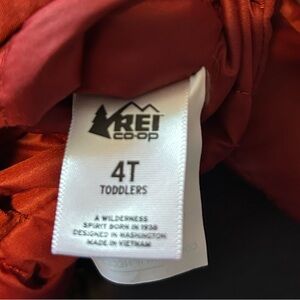 REI
CO·OP
4T
TODDLERS
A WILDERNESS
SPIRIT BORN IN 1938
DESIGNED IN WASHINGTON
MADE IN VIETNAM